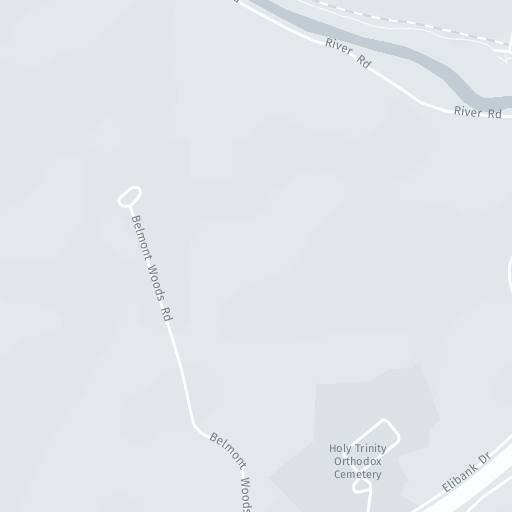 River Rd
River Rd
Belmont Woods Rd
Belmont Woods
Holy Trinity
Orthodox
Cemetery
Elibank Dr